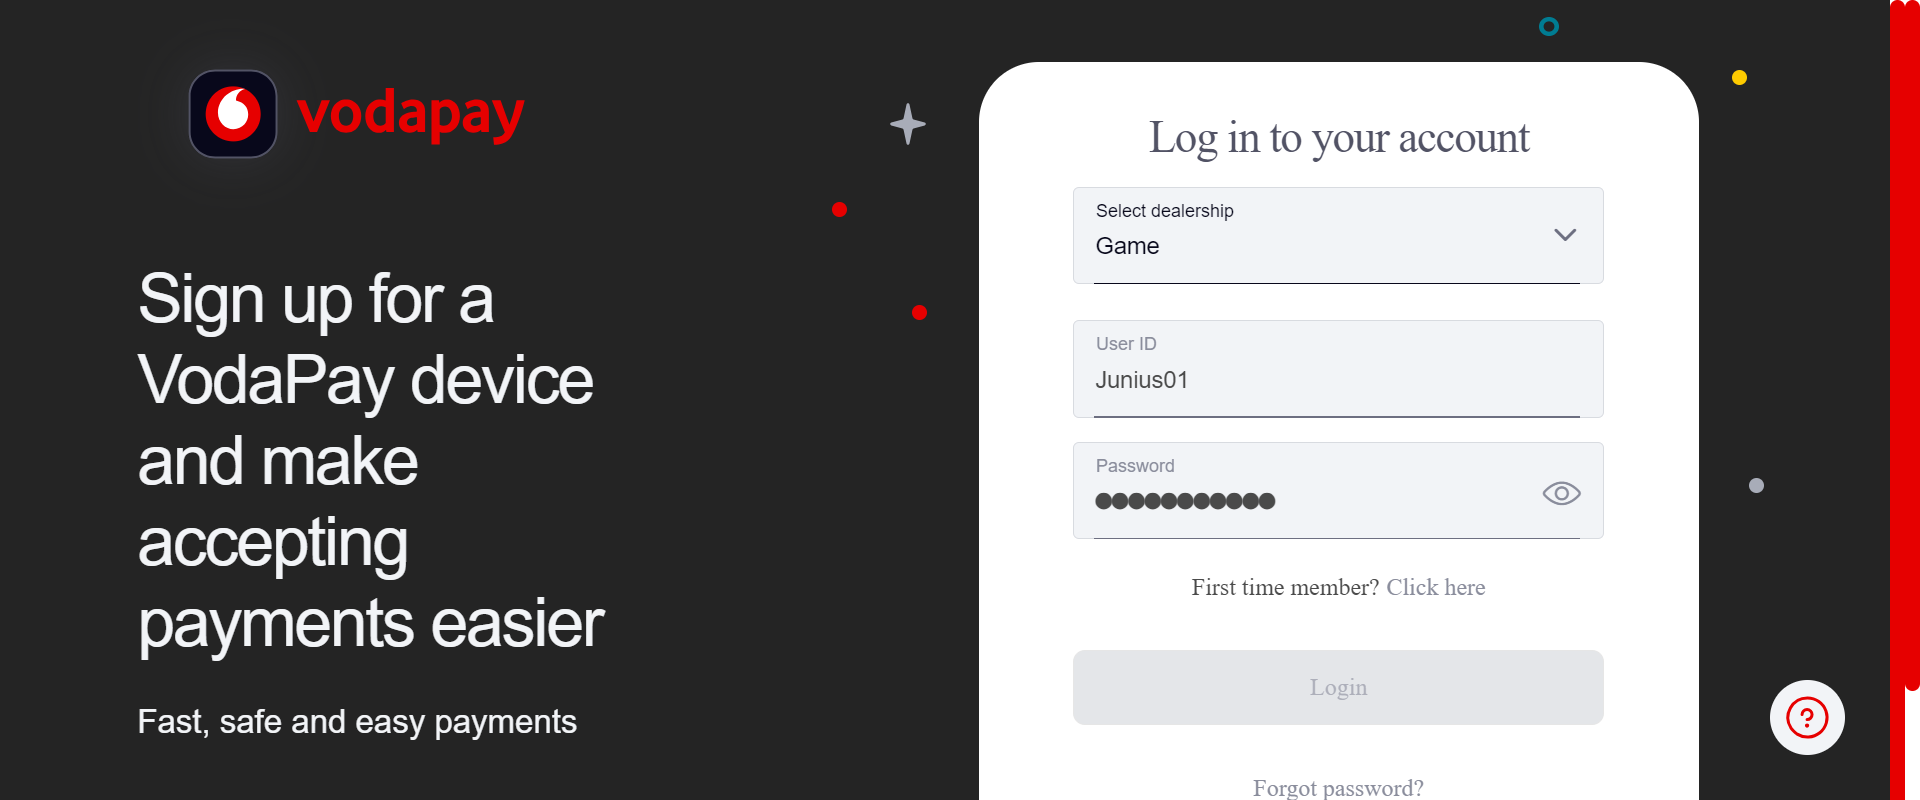 vodapay
Sign up for a
VodaPay device
and make
accepting
payments easier
Fast, safe and easy payments
Log in to your account
Select dealership
Game
User ID
Junius01
Password
First time member? Click here
Login
Forgot password?